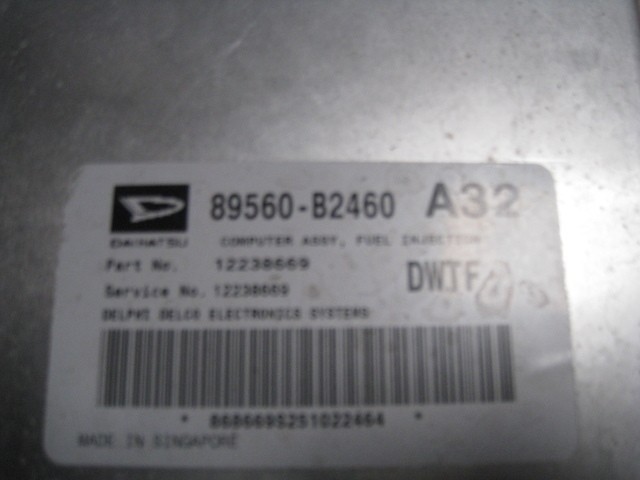 89560-B2460 A32
DAIHATSU COMPUTER ASSY, FUEL INJECTION
Part No. 12238669
DWTF
Service No. 12238669
DELPHI DELCO ELECTRONICS SYSTEMS
* 8686695251022464 *
MADE IN SINGAPORE